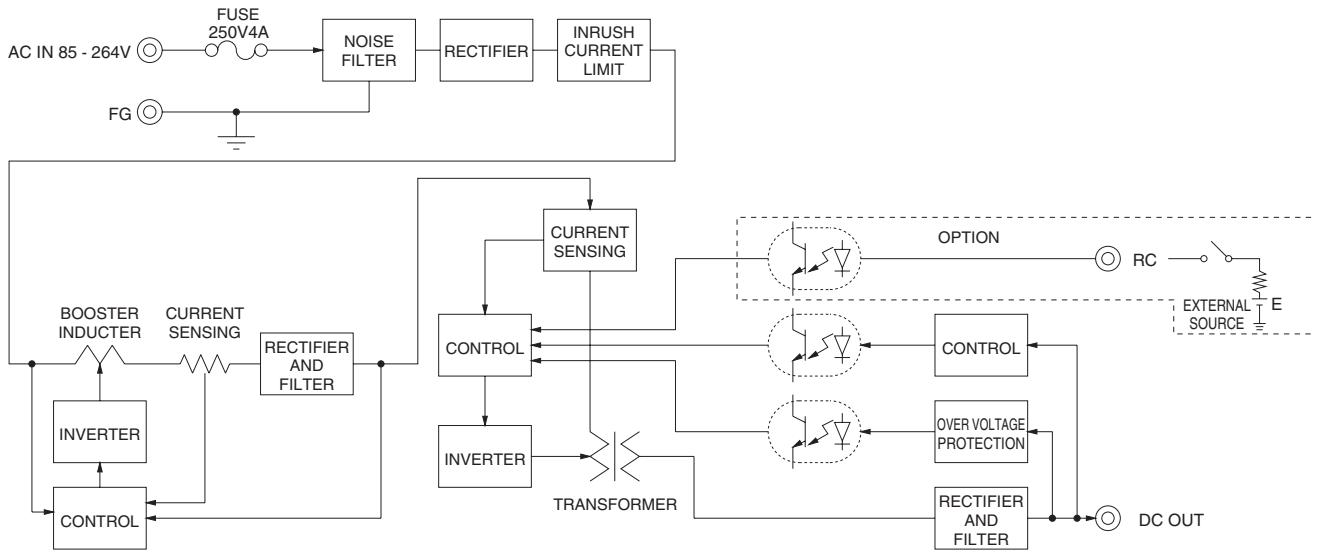 FUSE
250V4A
AC IN 85 - 264V
NOISE
FILTER
RECTIFIER
INRUSH
CURRENT
LIMIT
FG
CURRENT
SENSING
OPTION
RC
E
EXTERNAL
SOURCE
BOOSTER
INDUCTER
CURRENT
SENSING
RECTIFIER
AND
FILTER
CONTROL
CONTROL
INVERTER
OVER VOLTAGE
PROTECTION
INVERTER
TRANSFORMER
CONTROL
RECTIFIER
AND
FILTER
DC OUT